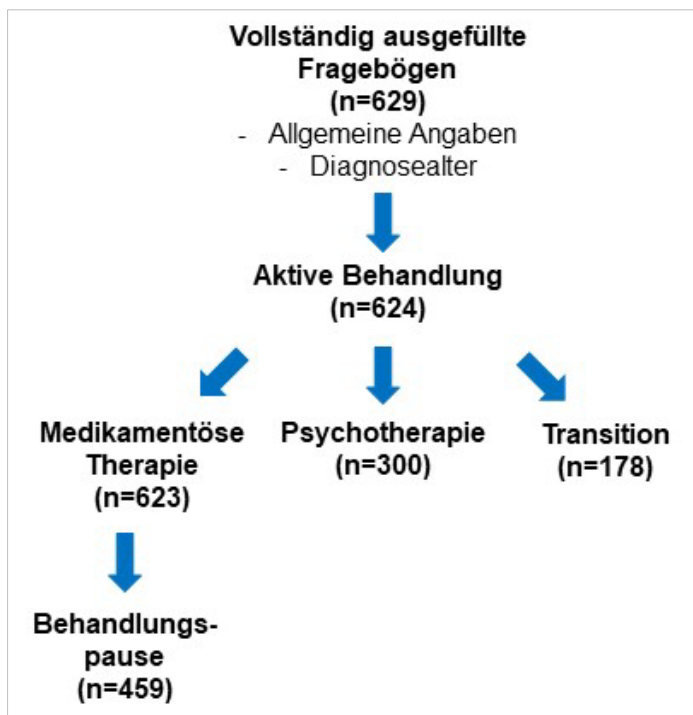 Vollständig ausgefüllte
Fragebögen
(n=629)
- Allgemeine Angaben
- Diagnosealter
Aktive Behandlung
(n=624)
Medikamentöse
Therapie
(n=623)
Psychotherapie
(n=300)
Transition
(n=178)
Behandlungs-
pause
(n=459)